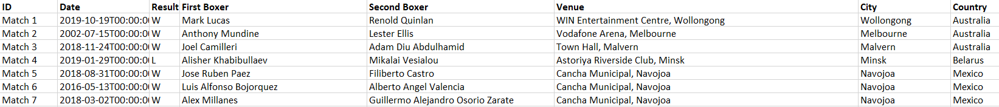 ID Date Result First Boxer Second Boxer Venue City Country
Match 1 2019-10-19T00:00:0 W Mark Lucas Renold Quinlan WIN Entertainment Centre, Wollongong Wollongong Australia
Match 2 2002-07-15T00:00:0 W Anthony Mundine Lester Ellis Vodafone Arena, Melbourne Melbourne Australia
Match 3 2018-11-24T00:00:0 W Joel Camilleri Adam Diu Abdulhamid Town Hall, Malvern Malvern Australia
Match 4 2019-01-29T00:00:0 L Alisher Khabibullaev Mikalai Vesialou Astoriya Riverside Club, Minsk Minsk Belarus
Match 5 2018-08-31T00:00:0 W Jose Ruben Paez Filiberto Castro Cancha Municipal, Navojoa Navojoa Mexico
Match 6 2016-05-13T00:00:0 W Luis Alfonso Bojorquez Alberto Angel Valencia Cancha Municipal, Navojoa Navojoa Mexico
Match 7 2018-03-02T00:00:0 W Alex Millanes Guillermo Alejandro Osorio Zarate Cancha Municipal, Navojoa Navojoa Mexico